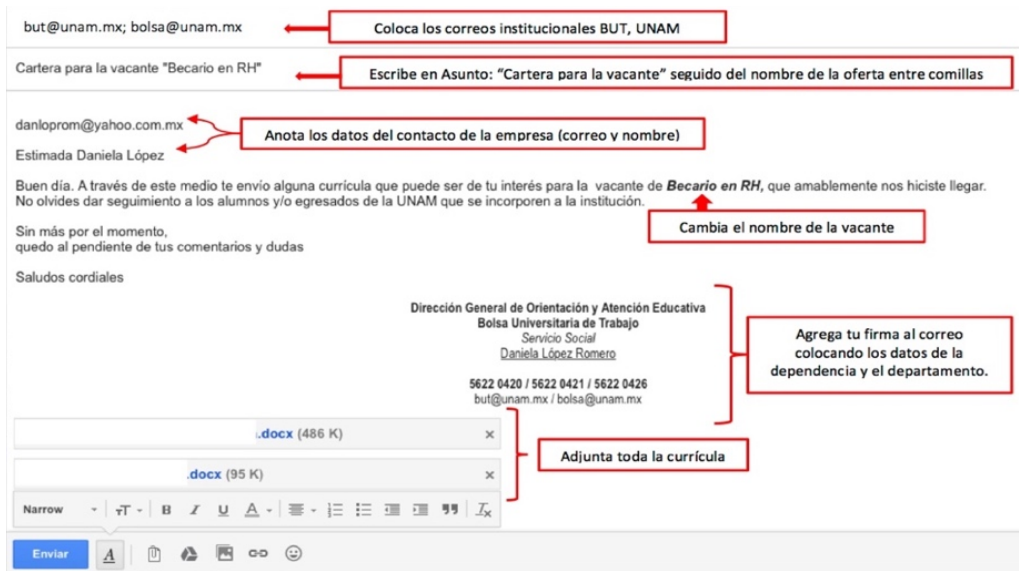 but@unam.mx; bolsa@unam.mx
Coloca los correos institucionales BUT, UNAM
Cartera para la vacante "Becario en RH"
Escribe en Asunto: “Cartera para la vacante” seguido del nombre de la oferta entre comillas
danloprom@yahoo.com.mx
Anota los datos del contacto de la empresa (correo y nombre)
Estimada Daniela López
Buen día. A través de este medio te envío alguna currícula que puede ser de tu interés para la vacante de Becario en RH, que amablemente nos hiciste llegar.
No olvides dar seguimiento a los alumnos y/o egresados de la UNAM que se incorporen a la institución.
Cambia el nombre de la vacante
Sin más por el momento,
quedo al pendiente de tus comentarios y dudas
Saludos cordiales
Dirección General de Orientación y Atención Educativa
Bolsa Universitaria de Trabajo
Servicio Social
Daniela López Romero
5622 0420 / 5622 0421 / 5622 0426
but@unam.mx / bolsa@unam.mx
Agrega tu firma al correo
colocando los datos de la
dependencia y el departamento.
.docx (486 K)
.docx (95 K)
Adjunta toda la currícula
Narrow
Enviar